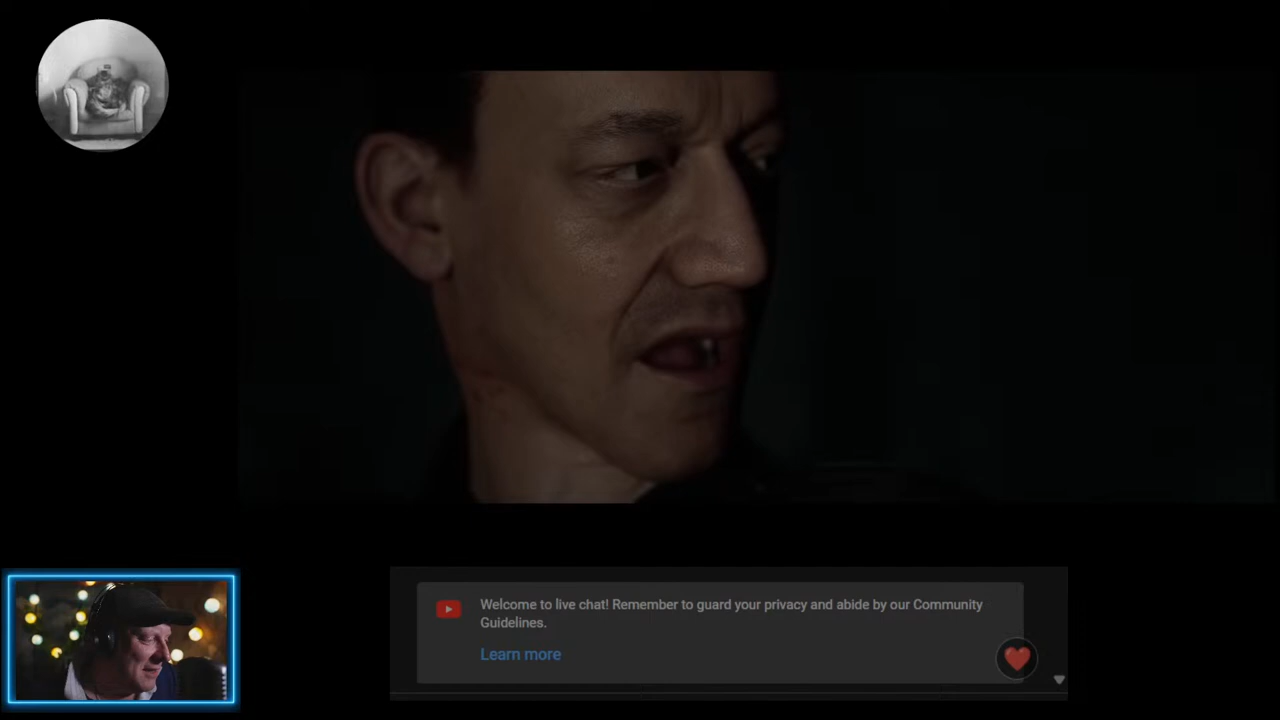 Welcome to live chat! Remember to guard your privacy and abide by our Community
Guidelines.
Learn more